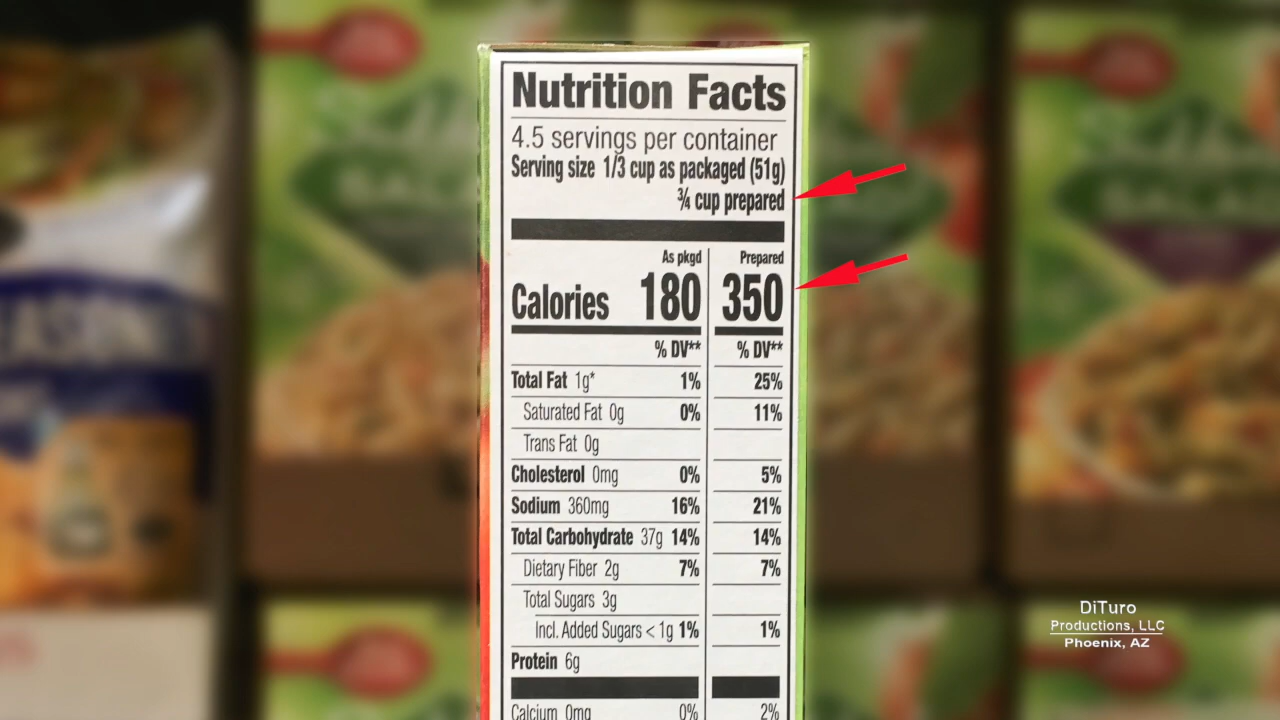 Nutrition Facts
4.5 servings per container
Serving size 1/3 cup as packaged (51g)
¾ cup prepared
As pkgd Prepared
Calories 180 350
% DV** % DV**
Total Fat 1g* 1% 25%
Saturated Fat 0g 0% 11%
Trans Fat 0g
Cholesterol 0mg 0% 5%
Sodium 360mg 16% 21%
Total Carbohydrate 37g 14% 14%
Dietary Fiber 2g 7% 7%
Total Sugars 3g
Incl. Added Sugars < 1g 1% 1%
Protein 6g
Calcium 0mg 0% 2%
DiTuro
Productions, LLC
Phoenix, AZ